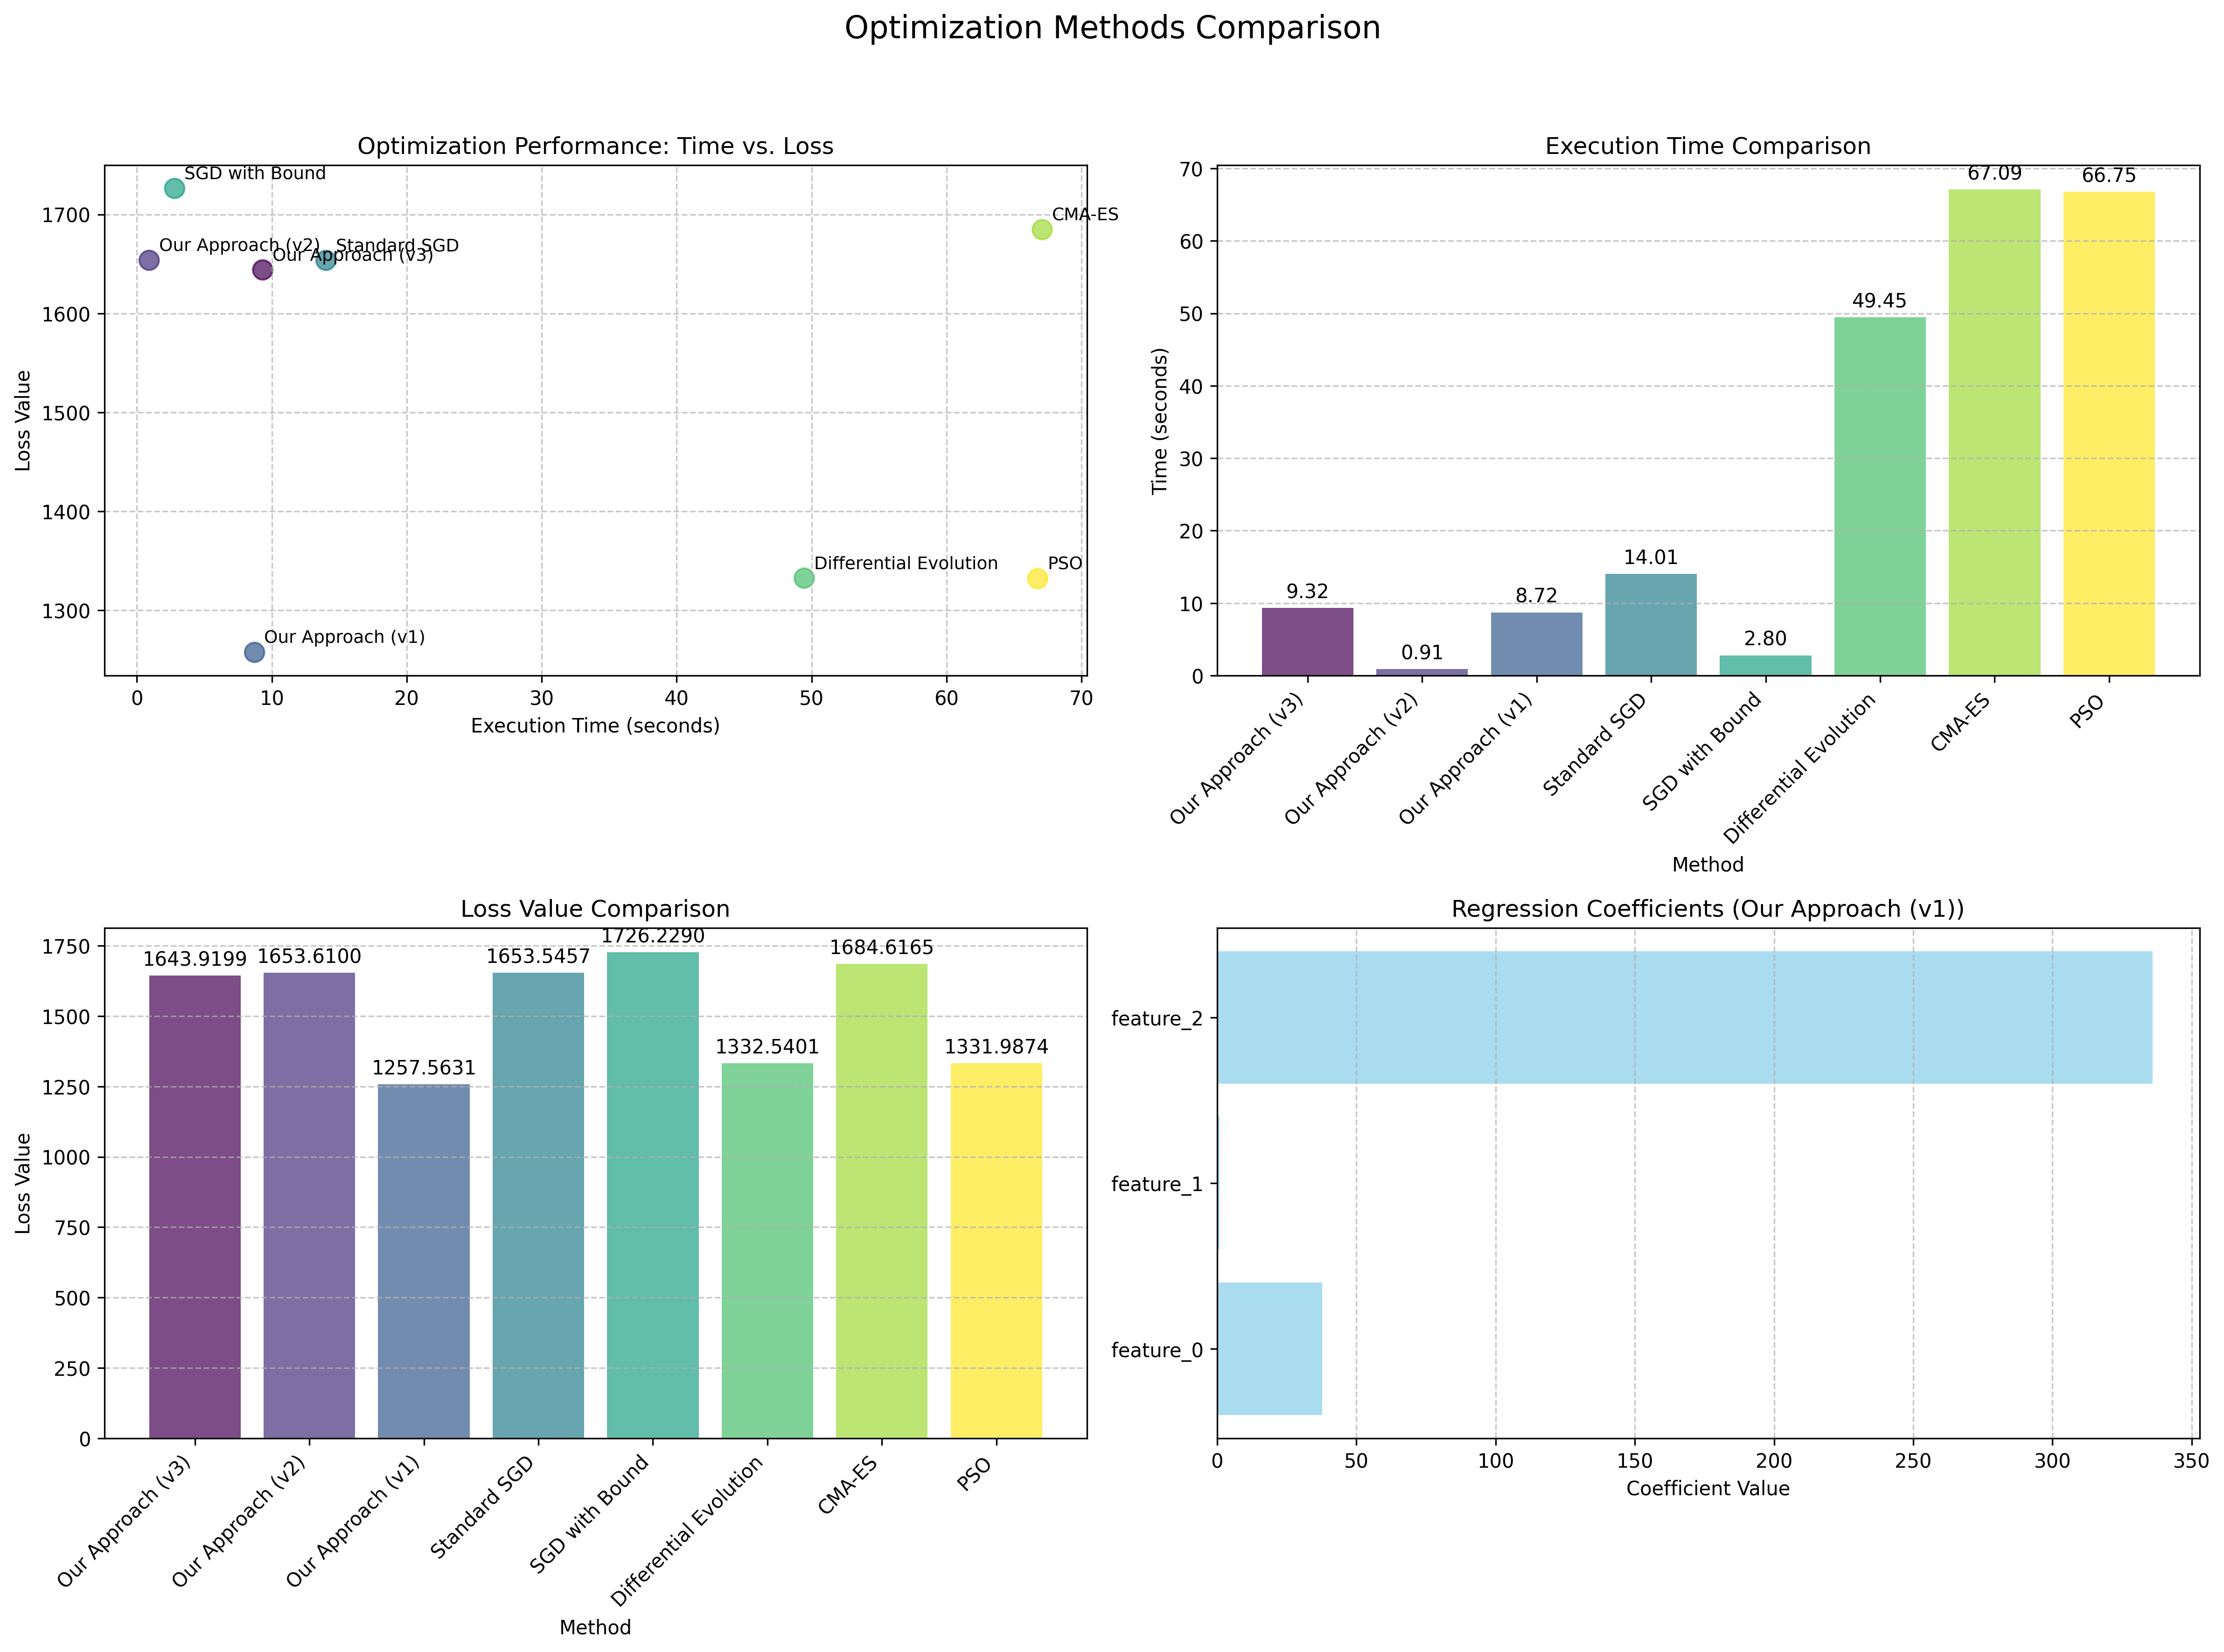 Optimization Methods Comparison
Optimization Performance: Time vs. Loss
Loss Value
1700
1600
1500
1400
1300
SGD with Bound
CMA-ES
Our Approach (v2)
Standard SGD
Our Approach (v3)
Differential Evolution
PSO
Our Approach (v1)
0 10 20 30 40 50 60 70
Execution Time (seconds)
Execution Time Comparison
Time (seconds)
70
60
50
40
30
20
10
0
9.32
0.91
8.72
14.01
2.80
49.45
67.09
66.75
Our Approach (v3)
Our Approach (v2)
Our Approach (v1)
Standard SGD
SGD with Bound
Differential Evolution
CMA-ES
PSO
Method
Loss Value Comparison
Loss Value
1750
1500
1250
1000
750
500
250
0
1643.9199
1653.6100
1257.5631
1653.5457
1726.2290
1332.5401
1684.6165
1331.9874
Our Approach (v3)
Our Approach (v2)
Our Approach (v1)
Standard SGD
SGD with Bound
Differential Evolution
CMA-ES
PSO
Method
Regression Coefficients (Our Approach (v1))
feature_2
feature_1
feature_0
0 50 100 150 200 250 300 350
Coefficient Value